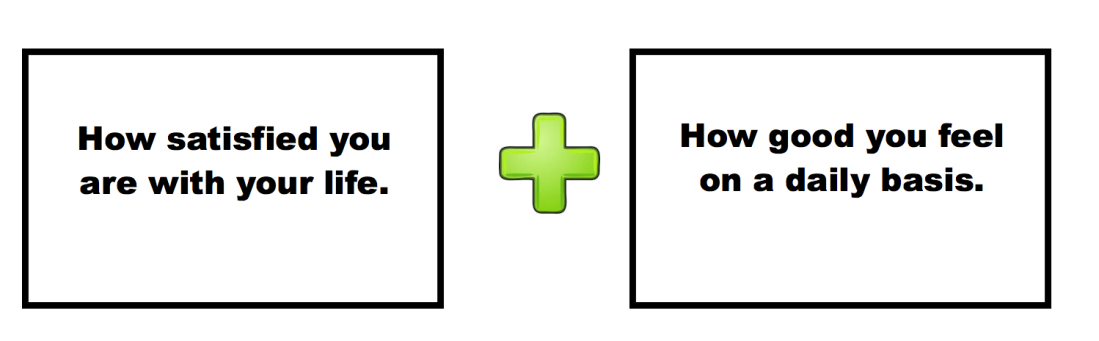 How satisfied you
are with your life.
How good you feel
on a daily basis.